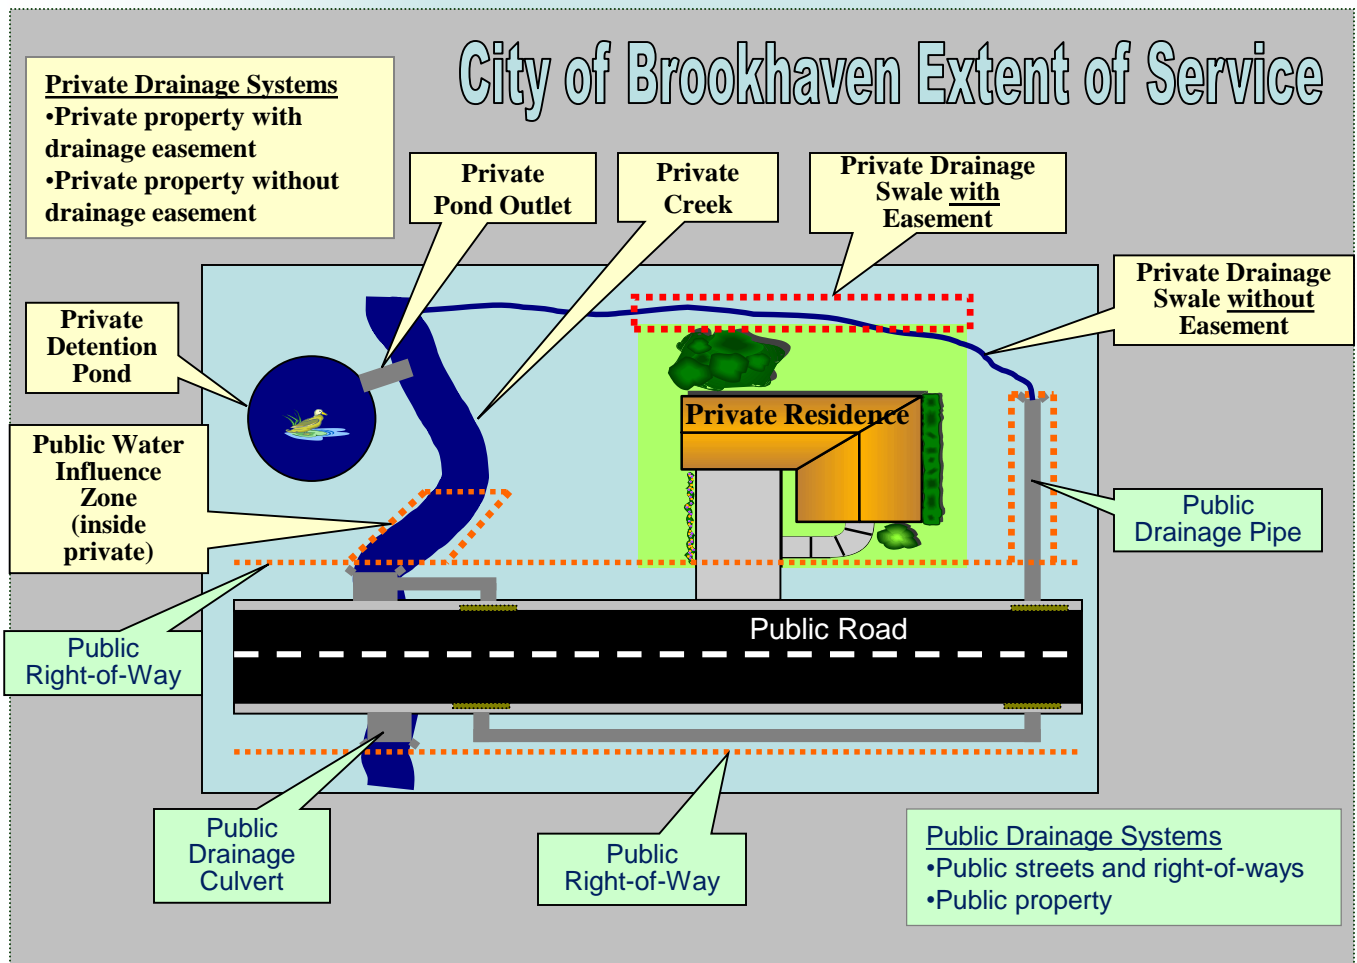 City of Brookhaven Extent of Service
Private Drainage Systems
•Private property with
drainage easement
•Private property without
drainage easement
Private
Pond Outlet
Private
Creek
Private Drainage
Swale with
Easement
Private Drainage
Swale without
Easement
Private
Detention
Pond
Public Water
Influence
Zone
(inside
private)
Private Residence
Public
Drainage Pipe
Public
Right-of-Way
Public Road
Public
Drainage
Culvert
Public
Right-of-Way
Public Drainage Systems
•Public streets and right-of-ways
•Public property